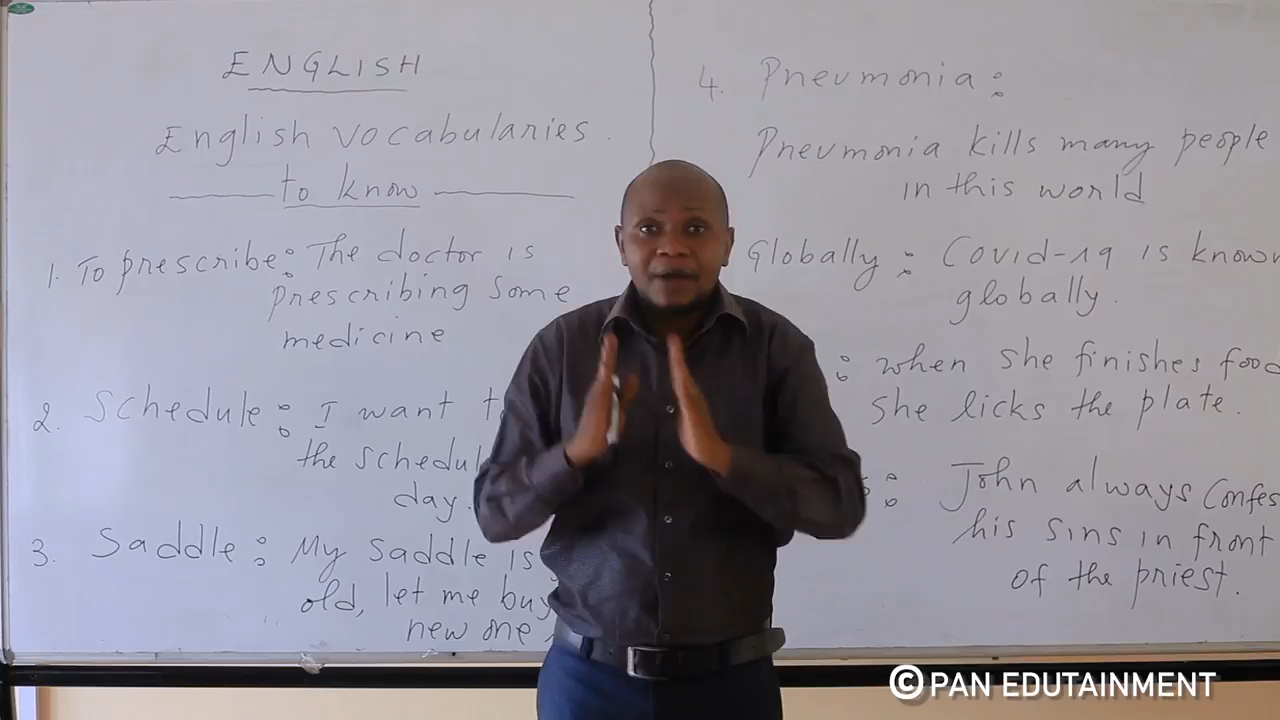 ENGLISH
English vocabularies.
to know
1. To prescribe: The doctor is
prescribing some
medicine
2. Schedule: I want
the
day.
3. Saddle: My saddle is
old, let me buy
new one
4. Pneumonia:
Pneumonia kills many people
in this world
Globally: Covid-19 is known
globally.
: when she finishes food
she licks the plate.
: John always
his sins in front
of the priest.
© PAN EDUTAINMENT